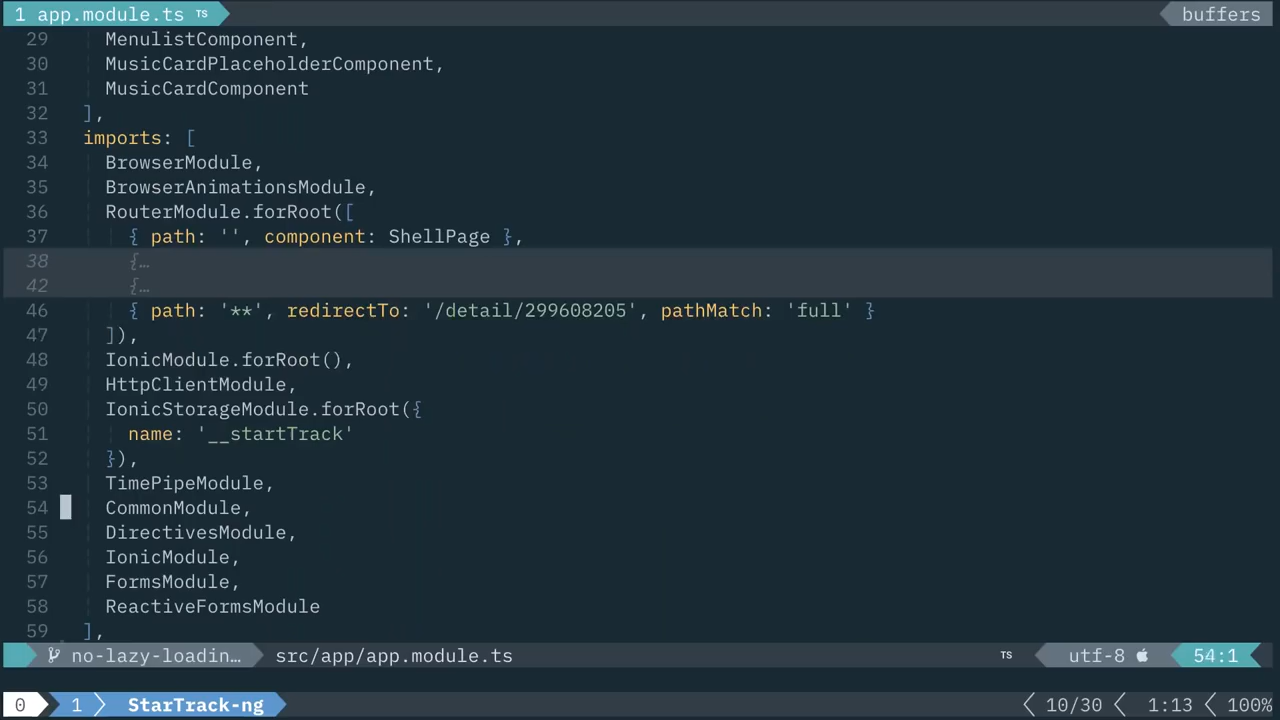 1 app.module.ts TS buffers
29 MenulistComponent,
30 MusicCardPlaceholderComponent,
31 MusicCardComponent
32 ],
33 imports: [
34 BrowserModule,
35 BrowserAnimationsModule,
36 RouterModule.forRoot([
37 { path: '', component: ShellPage },
38 {…
42 {…
46 { path: '**', redirectTo: '/detail/299608205', pathMatch: 'full' }
47 ]),
48 IonicModule.forRoot(),
49 HttpClientModule,
50 IonicStorageModule.forRoot({
51 name: '__startTrack'
52 }),
53 TimePipeModule,
54 CommonModule,
55 DirectivesModule,
56 IonicModule,
57 FormsModule,
58 ReactiveFormsModule
59 ],
no-lazy-loadin… src/app/app.module.ts TS utf-8 54:1
0 1 StarTrack-ng 10/30 1:13 100%